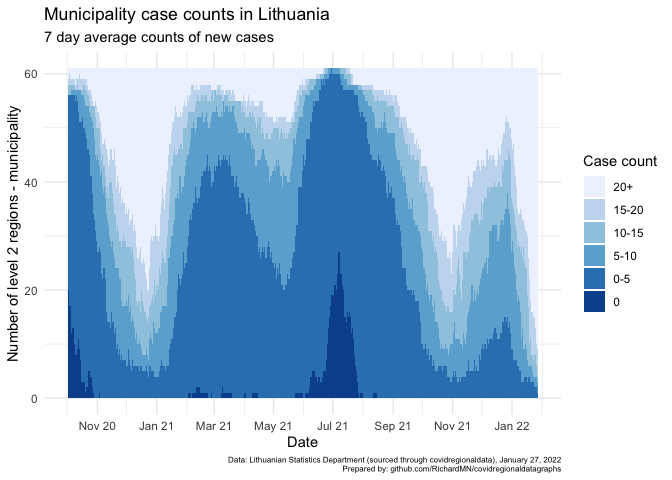 Municipality case counts in Lithuania
7 day average counts of new cases
Number of level 2 regions - municipality
60
40
20
0
Nov 20 Jan 21 Mar 21 May 21 Jul 21 Sep 21 Nov 21 Jan 22
Date
Case count
20+
15-20
10-15
5-10
0-5
0
Data: Lithuanian Statistics Department (sourced through covidregionaldata), January 27, 2022
Prepared by: github.com/RichardMN/covidregionaldatagraphs